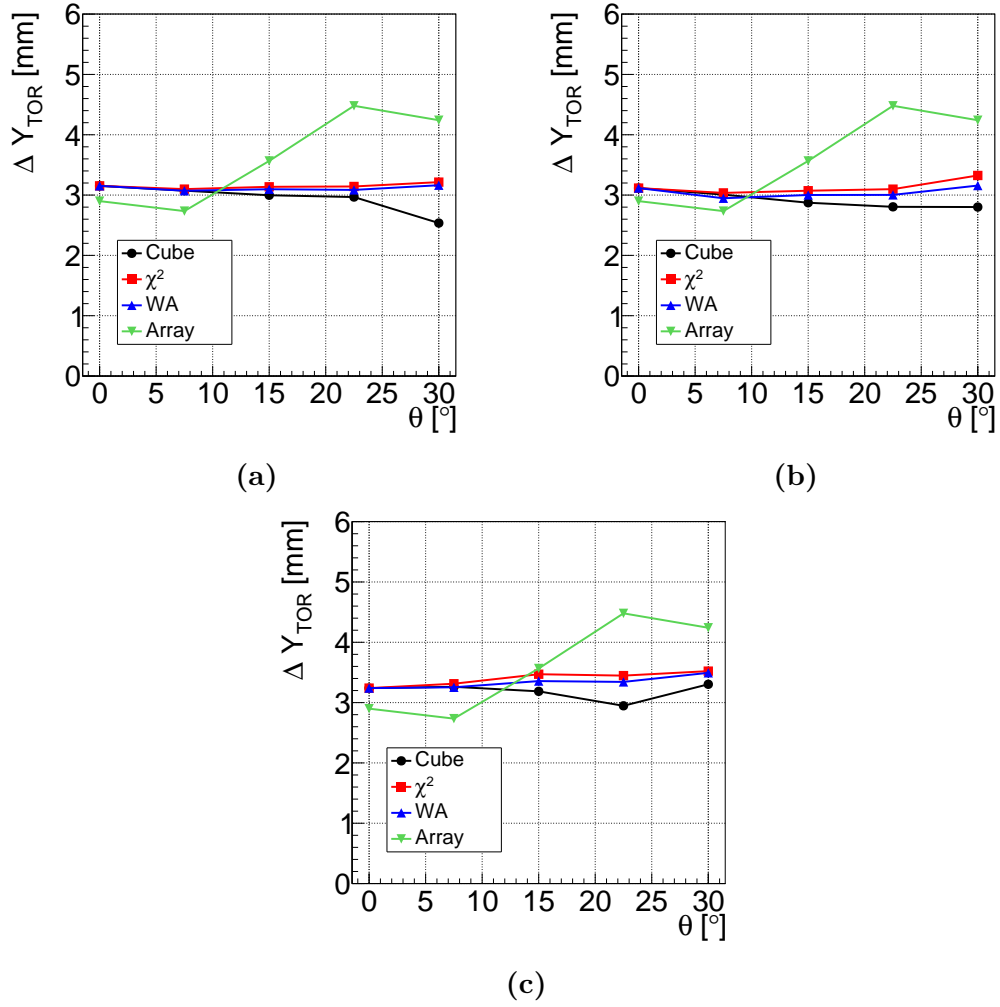 Δ Y_TOR [mm]
6
5
4
3
2
1
0
Cube
χ²
WA
Array
0 5 10 15 20 25 30
θ [°]
(a)
Δ Y_TOR [mm]
6
5
4
3
2
1
0
Cube
χ²
WA
Array
0 5 10 15 20 25 30
θ [°]
(b)
Δ Y_TOR [mm]
6
5
4
3
2
1
0
Cube
χ²
WA
Array
0 5 10 15 20 25 30
θ [°]
(c)